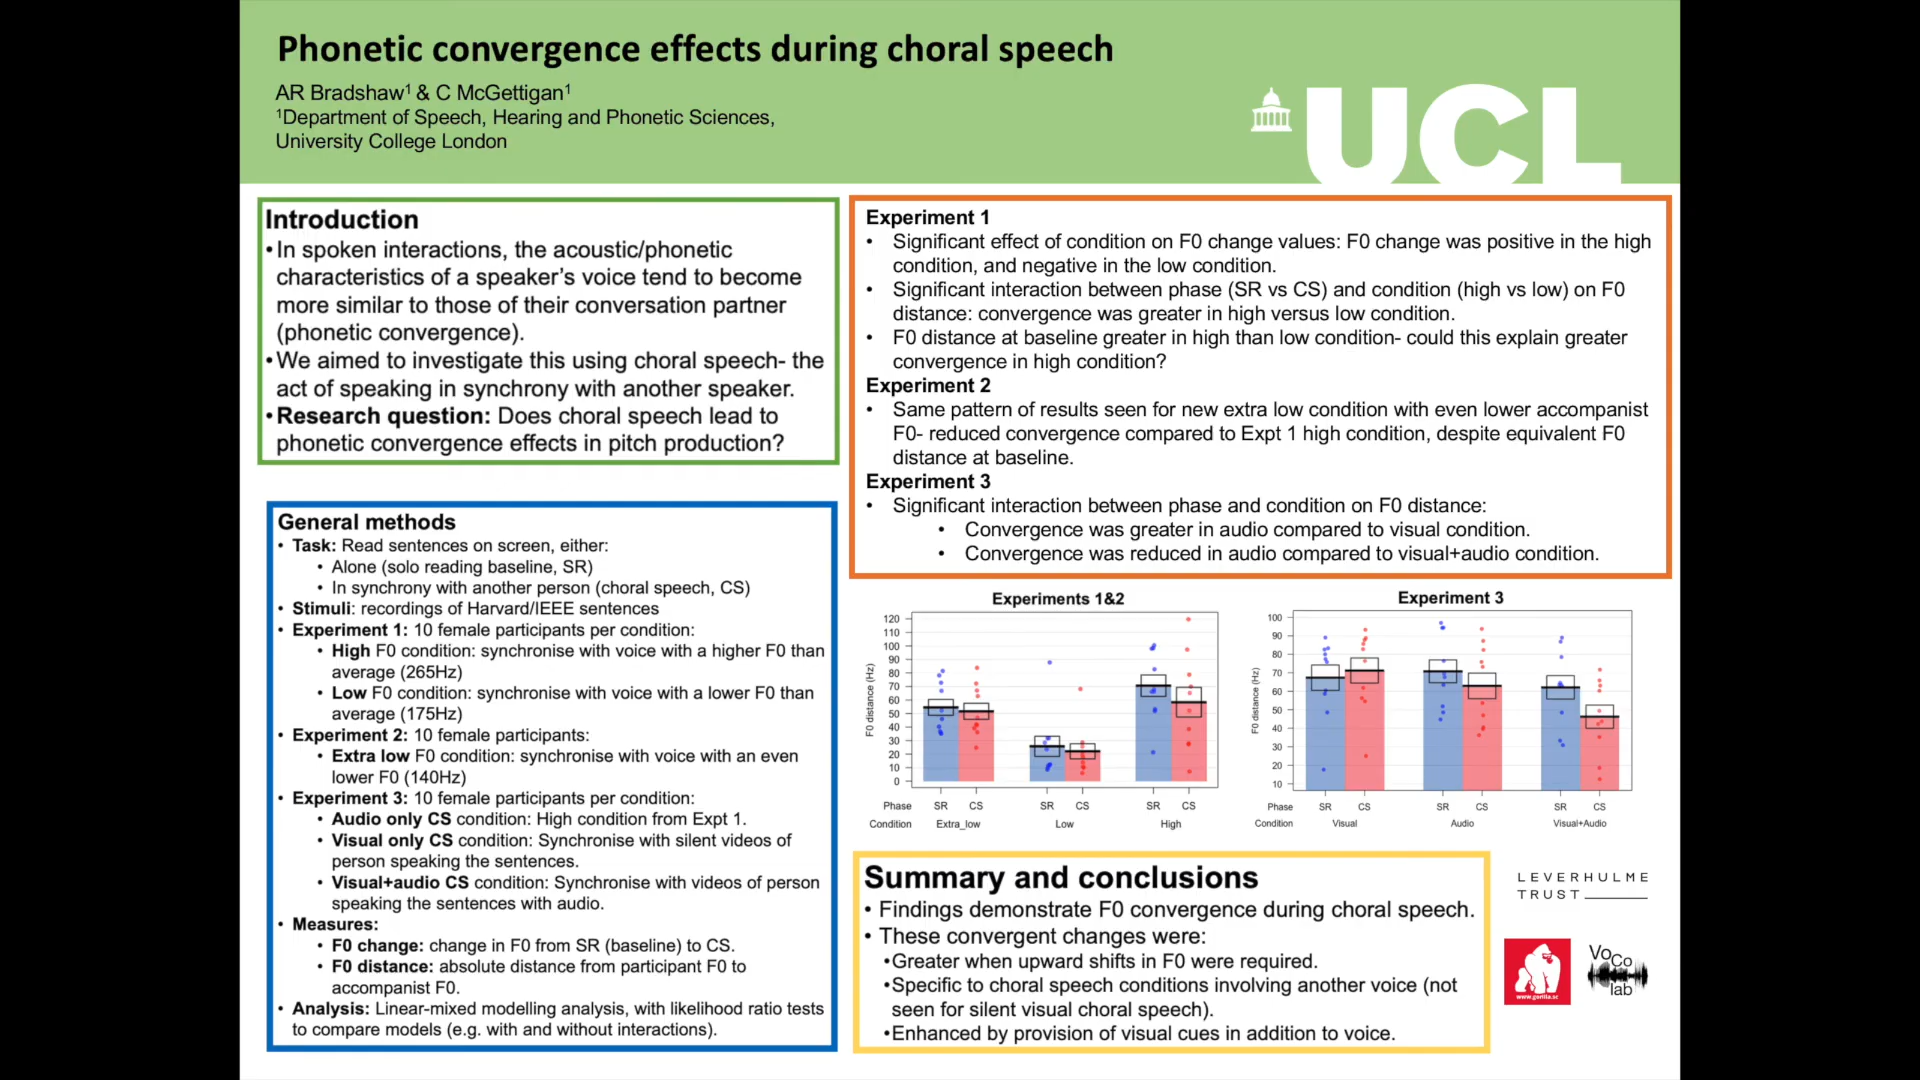 Phonetic convergence effects during choral speech
AR Bradshaw¹ & C McGettigan¹
¹Department of Speech, Hearing and Phonetic Sciences,
University College London
UCL
Introduction
• In spoken interactions, the acoustic/phonetic
characteristics of a speaker's voice tend to become
more similar to those of their conversation partner
(phonetic convergence).
• We aimed to investigate this using choral speech- the
act of speaking in synchrony with another speaker.
• Research question: Does choral speech lead to
phonetic convergence effects in pitch production?
General methods
• Task: Read sentences on screen, either:
• Alone (solo reading baseline, SR)
• In synchrony with another person (choral speech, CS)
• Stimuli: recordings of Harvard/IEEE sentences
• Experiment 1: 10 female participants per condition:
• High F0 condition: synchronise with voice with a higher F0 than
average (265Hz)
• Low F0 condition: synchronise with voice with a lower F0 than
average (175Hz)
• Experiment 2: 10 female participants:
• Extra low F0 condition: synchronise with voice with an even
lower F0 (140Hz)
• Experiment 3: 10 female participants per condition:
• Audio only CS condition: High condition from Expt 1.
• Visual only CS condition: Synchronise with silent videos of
person speaking the sentences.
• Visual+audio CS condition: Synchronise with videos of person
speaking the sentences with audio.
• Measures:
• F0 change: change in F0 from SR (baseline) to CS.
• F0 distance: absolute distance from participant F0 to
accompanist F0.
• Analysis: Linear-mixed modelling analysis, with likelihood ratio tests
to compare models (e.g. with and without interactions).
Experiment 1
• Significant effect of condition on F0 change values: F0 change was positive in the high
condition, and negative in the low condition.
• Significant interaction between phase (SR vs CS) and condition (high vs low) on F0
distance: convergence was greater in high versus low condition.
• F0 distance at baseline greater in high than low condition- could this explain greater
convergence in high condition?
Experiment 2
• Same pattern of results seen for new extra low condition with even lower accompanist
F0- reduced convergence compared to Expt 1 high condition, despite equivalent F0
distance at baseline.
Experiment 3
• Significant interaction between phase and condition on F0 distance:
• Convergence was greater in audio compared to visual condition.
• Convergence was reduced in audio compared to visual+audio condition.
Experiments 1&2
F0 distance (Hz)
120
110
100
90
80
70
60
50
40
30
20
10
0
Phase SR CS SR CS SR CS
Condition Extra_low Low High
Experiment 3
F0 distance (Hz)
100
90
80
70
60
50
40
30
20
10
Phase SR CS SR CS SR CS
Condition Visual Audio Visual+Audio
Summary and conclusions
• Findings demonstrate F0 convergence during choral speech.
• These convergent changes were:
•Greater when upward shifts in F0 were required.
•Specific to choral speech conditions involving another voice (not
seen for silent visual choral speech).
•Enhanced by provision of visual cues in addition to voice.
LEVERHULME
TRUST
www.gorilla.sc
VoCo
lab